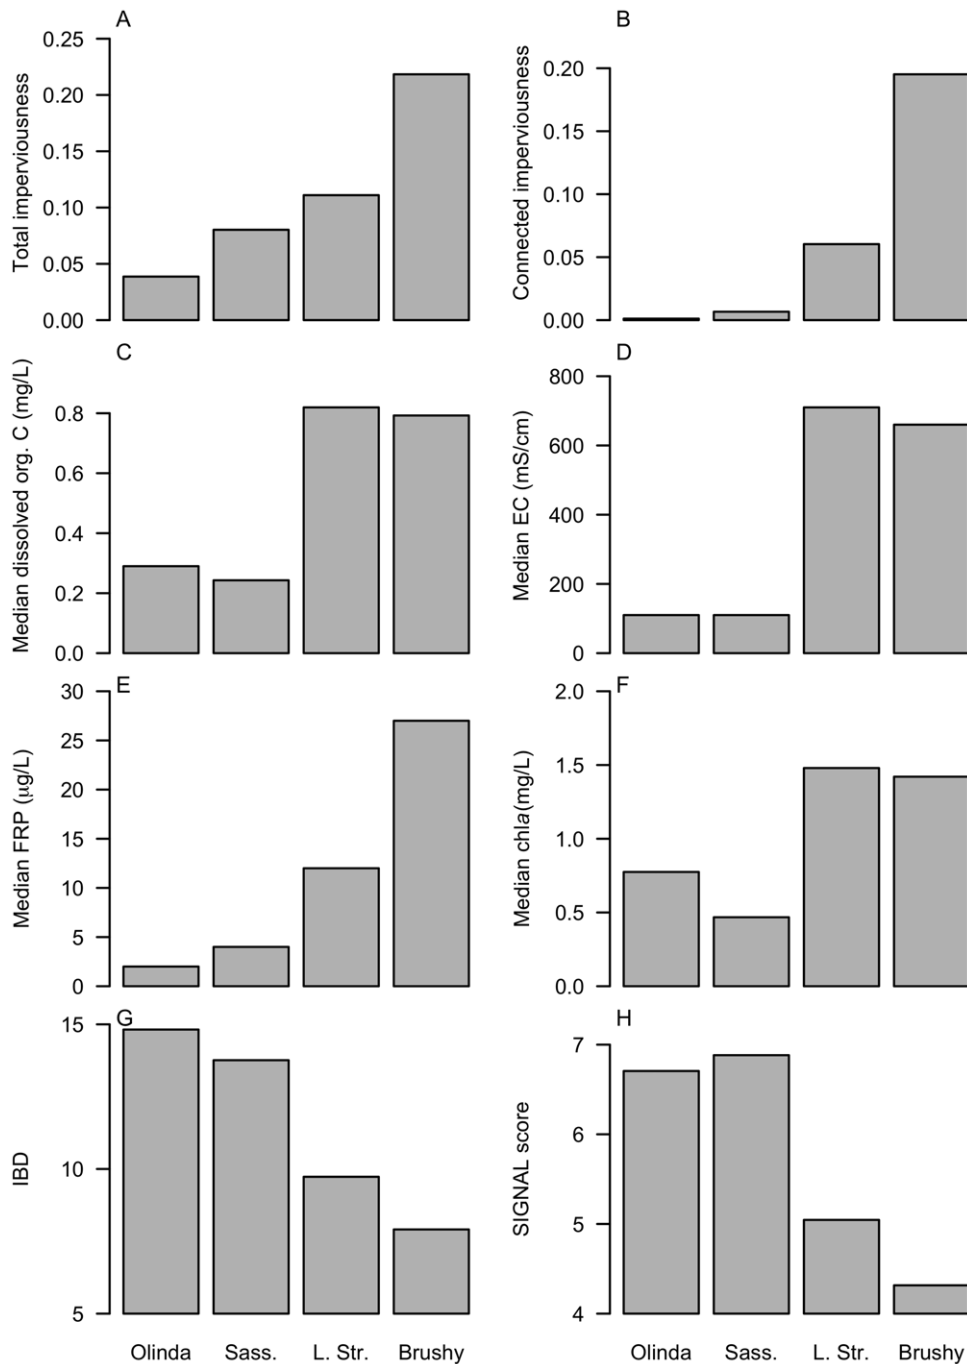 A
Total imperviousness
0.25
0.20
0.15
0.10
0.05
0.00
B
Connected imperviousness
0.20
0.15
0.10
0.05
0.00
C
Median dissolved org. C (mg/L)
0.8
0.6
0.4
0.2
0.0
D
Median EC (mS/cm)
800
600
400
200
0
E
Median FRP (µg/L)
30
25
20
15
10
5
0
F
Median chla(mg/L)
2.0
1.5
1.0
0.5
0.0
G
IBD
15
10
5
Olinda Sass. L. Str. Brushy
H
SIGNAL score
7
6
5
4
Olinda Sass. L. Str. Brushy